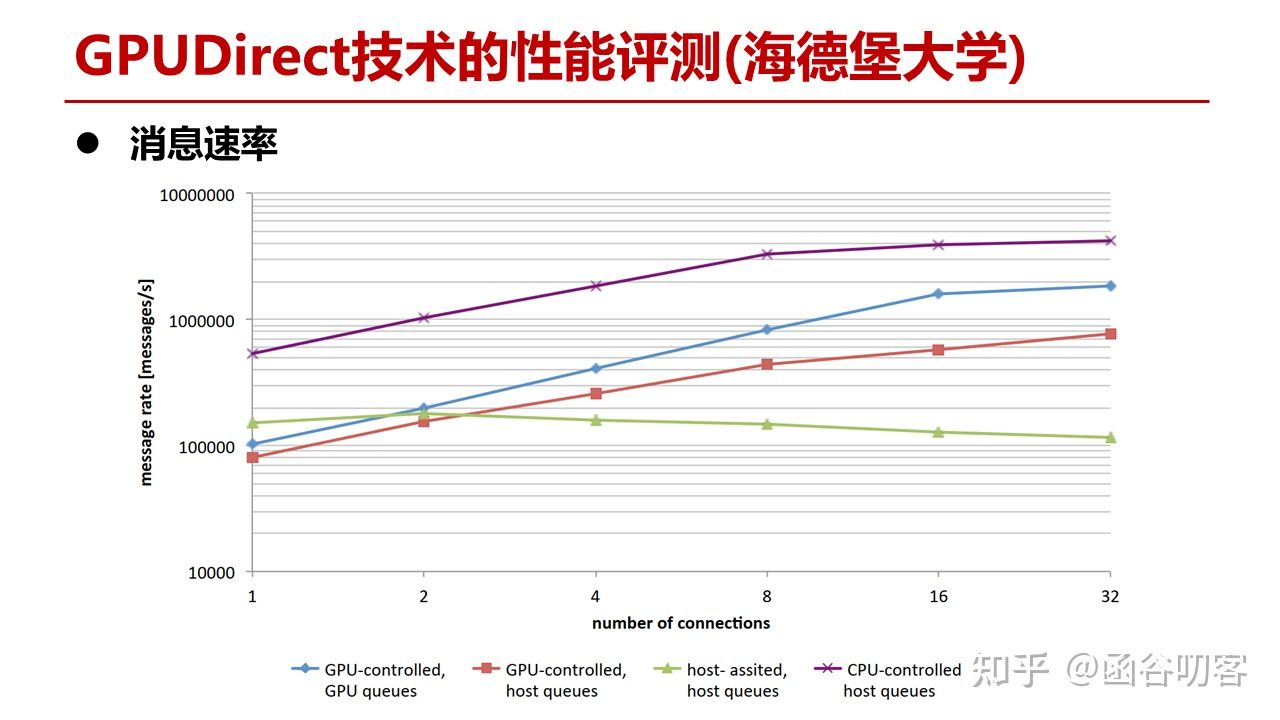 GPUDirect技术的性能评测(海德堡大学)
● 消息速率
10000000
1000000
100000
10000
message rate [messages/s]
1 2 4 8 16 32
number of connections
GPU-controlled, GPU-controlled, host- assited, CPU-controlled
GPU queues host queues host queues host queues
知乎 @函谷叨客